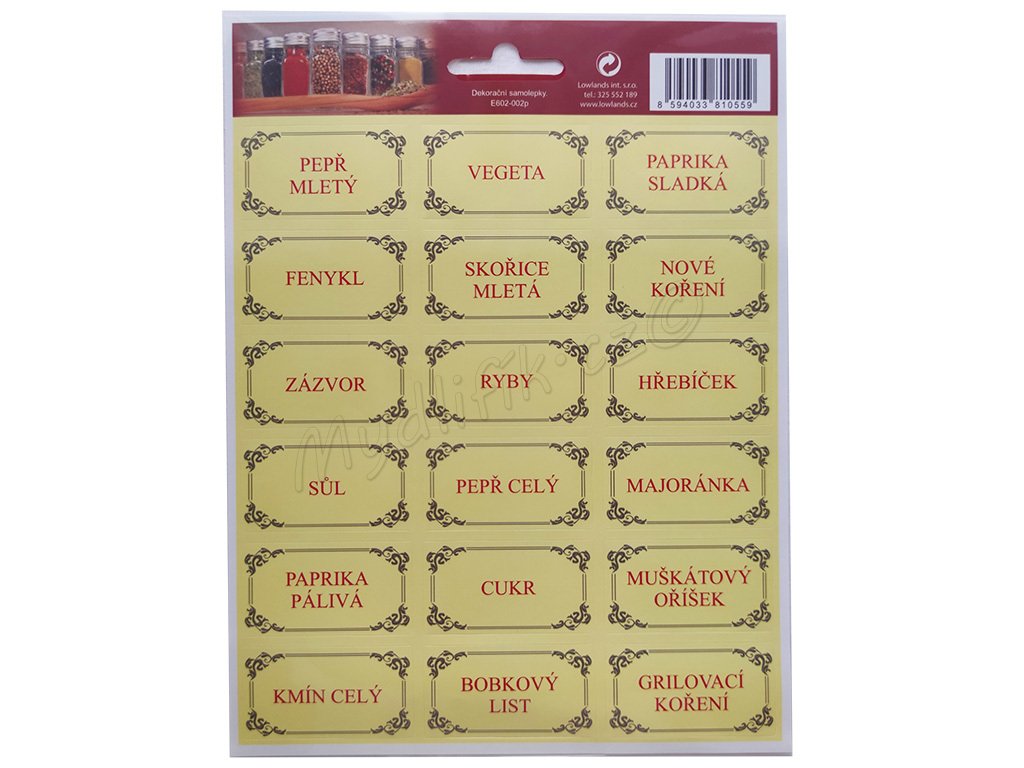 Dekorační samolepky.
E602-002p
Lowlands int. s.r.o.
tel.: 325 552 189
www.lowlands.cz
8 594033 810559
PEPŘ
MLETÝ
VEGETA
PAPRIKA
SLADKÁ
FENYKL
SKOŘICE
MLETÁ
NOVÉ
KOŘENÍ
ZÁZVOR
RYBY
HŘEBÍČEK
SŮL
PEPŘ CELÝ
MAJORÁNKA
PAPRIKA
PÁLIVÁ
CUKR
MUŠKÁTOVÝ
OŘÍŠEK
KMÍN CELÝ
BOBKOVÝ
LIST
GRILOVACÍ
KOŘENÍ
Mydlifik.cz©